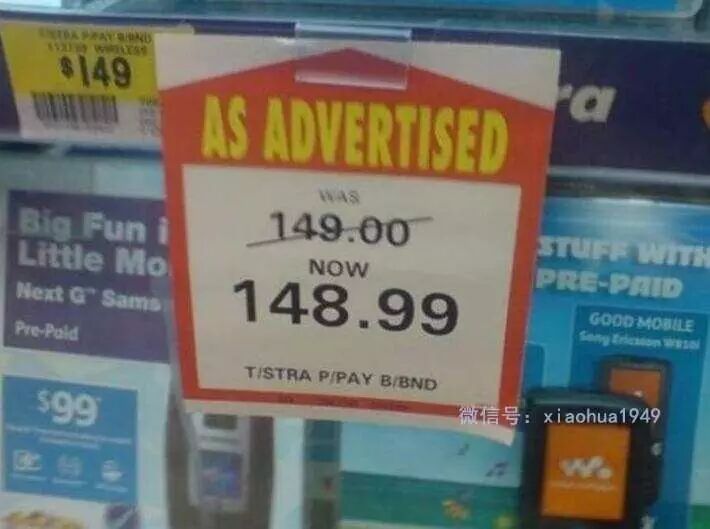 T/STRA P/PAY B/BND
WIRELESS
$149
AS ADVERTISED
WAS
149.00
NOW
148.99
T/STRA P/PAY B/BND
ra
Big Fun i
Little Mo
Next G™ Sams
Pre-Paid
$99
STUFF WITH
PRE-PAID
GOOD MOBILE
Sony Ericsson W850i
微信号：xiaohua1949